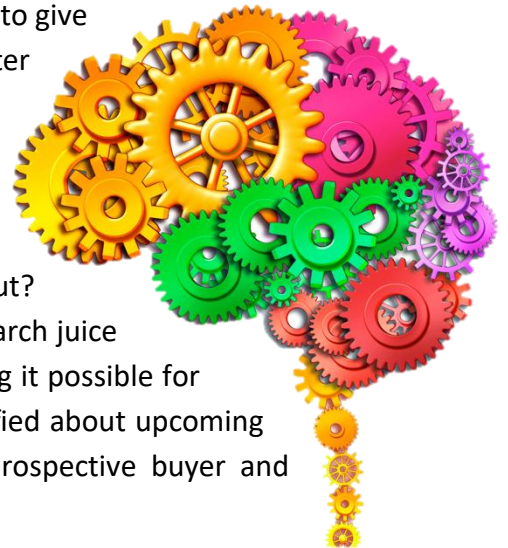 to give
ter
ut?
arch juice
g it possible for
fied about upcoming
rospective buyer and